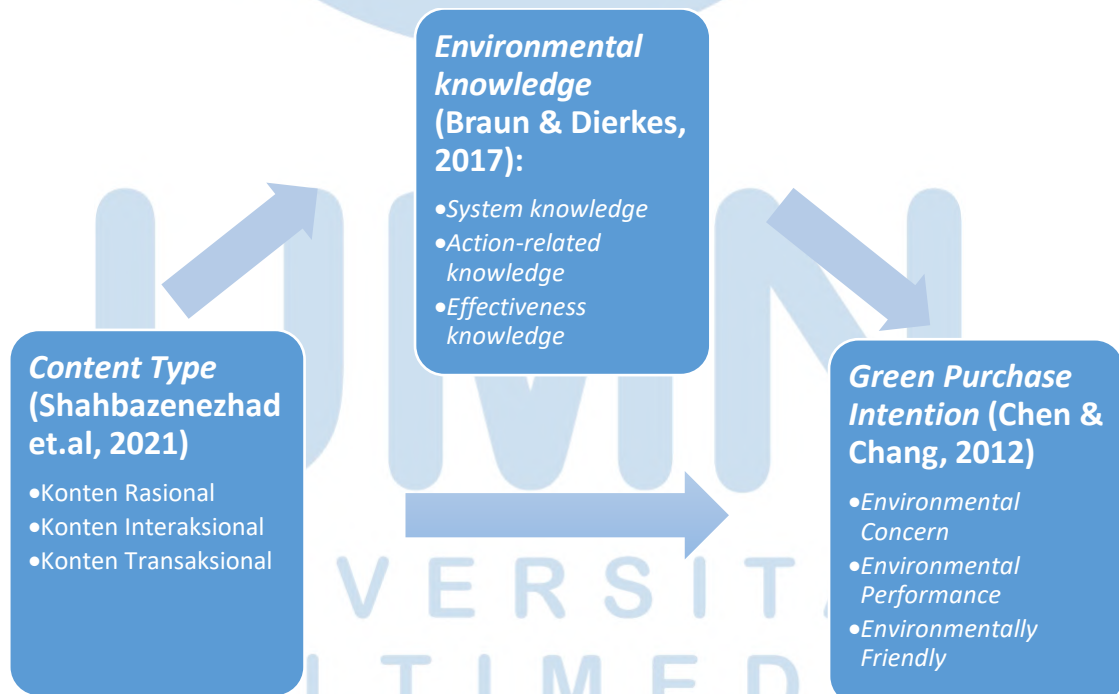 Environmental
knowledge
(Braun & Dierkes,
2017):
•System knowledge
•Action-related
knowledge
•Effectiveness
knowledge
Content Type
(Shahbazenezhad
et.al, 2021)
•Konten Rasional
•Konten Interaksional
•Konten Transaksional
Green Purchase
Intention (Chen &
Chang, 2012)
•Environmental
Concern
•Environmental
Performance
•Environmentally
Friendly